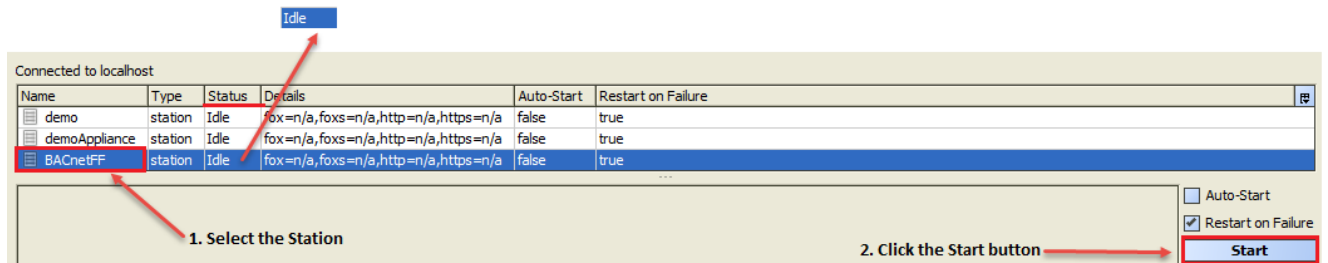 Idle
Connected to localhost
Name Type Status Details Auto-Start Restart on Failure
demo station Idle fox=n/a,foxs=n/a,http=n/a,https=n/a false true
demoAppliance station Idle fox=n/a,foxs=n/a,http=n/a,https=n/a false true
BACnetFF station Idle fox=n/a,foxs=n/a,http=n/a,https=n/a false true
Auto-Start
Restart on Failure
1. Select the Station
2. Click the Start button
Start